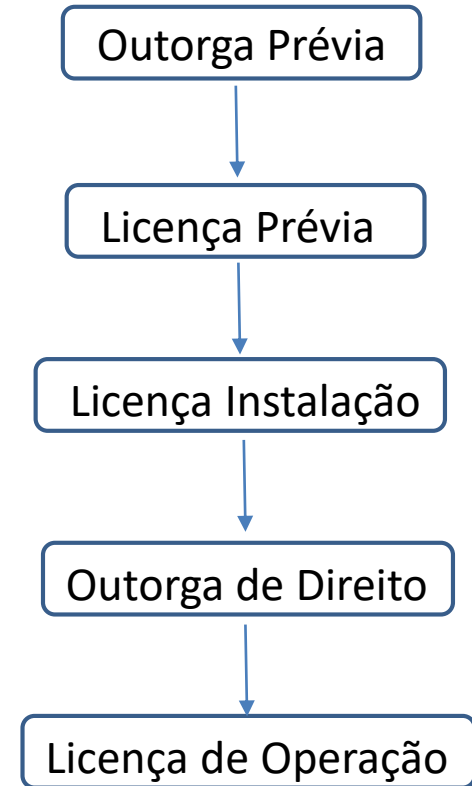 Outorga Prévia
Licença Prévia
Licença Instalação
Outorga de Direito
Licença de Operação